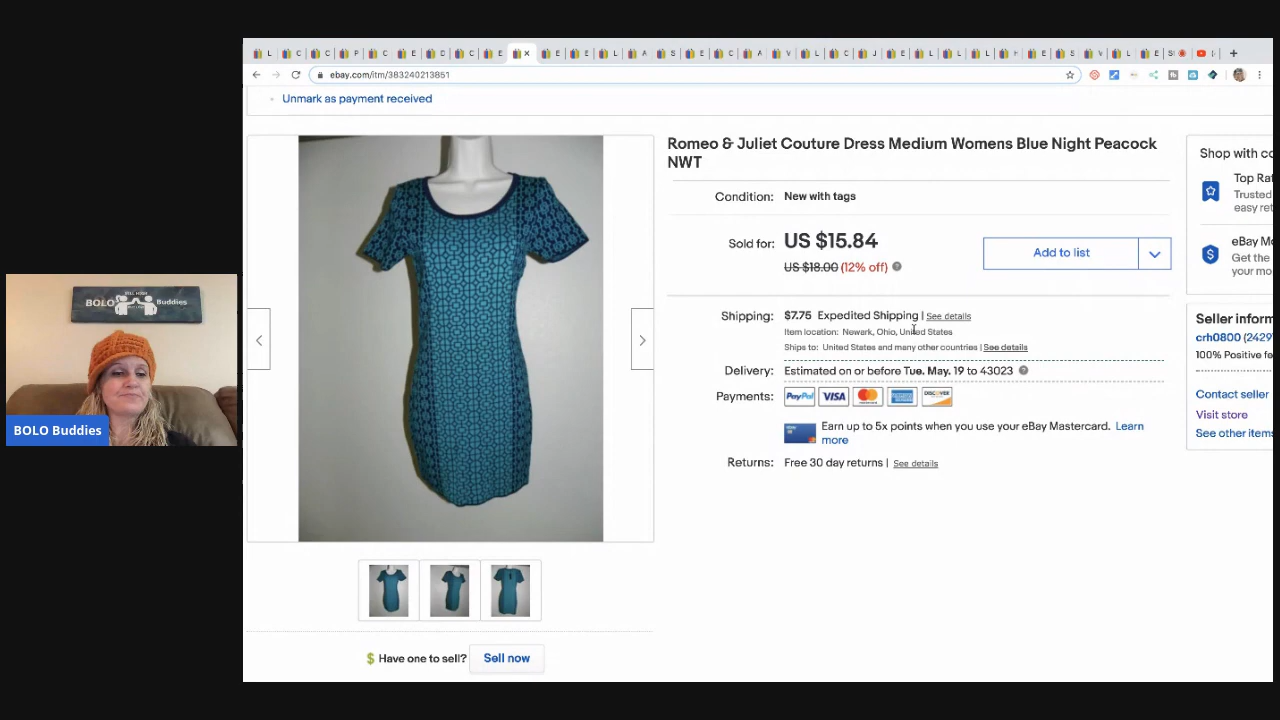 ebay.com/itm/383240213851
Unmark as payment received
Romeo & Juliet Couture Dress Medium Womens Blue Night Peacock
NWT
Condition: New with tags
Sold for: US $15.84
US $18.00 (12% off)
Add to list
Shipping: $7.75 Expedited Shipping | See details
Item location: Newark, Ohio, United States
Ships to: United States and many other countries | See details
Delivery: Estimated on or before Tue. May. 19 to 43023
Payments: PayPal VISA
DISCOVER
Earn up to 5x points when you use your eBay Mastercard. Learn
more
Returns: Free 30 day returns | See details
Shop with co
Top Rat
Trusted
easy ret
eBay Mo
Get the
your mo
Seller inform
crh0800 (2429
100% Positive fe
Contact seller
Visit store
See other items
Have one to sell? Sell now
BOLO Buddies
BOLO Buddies